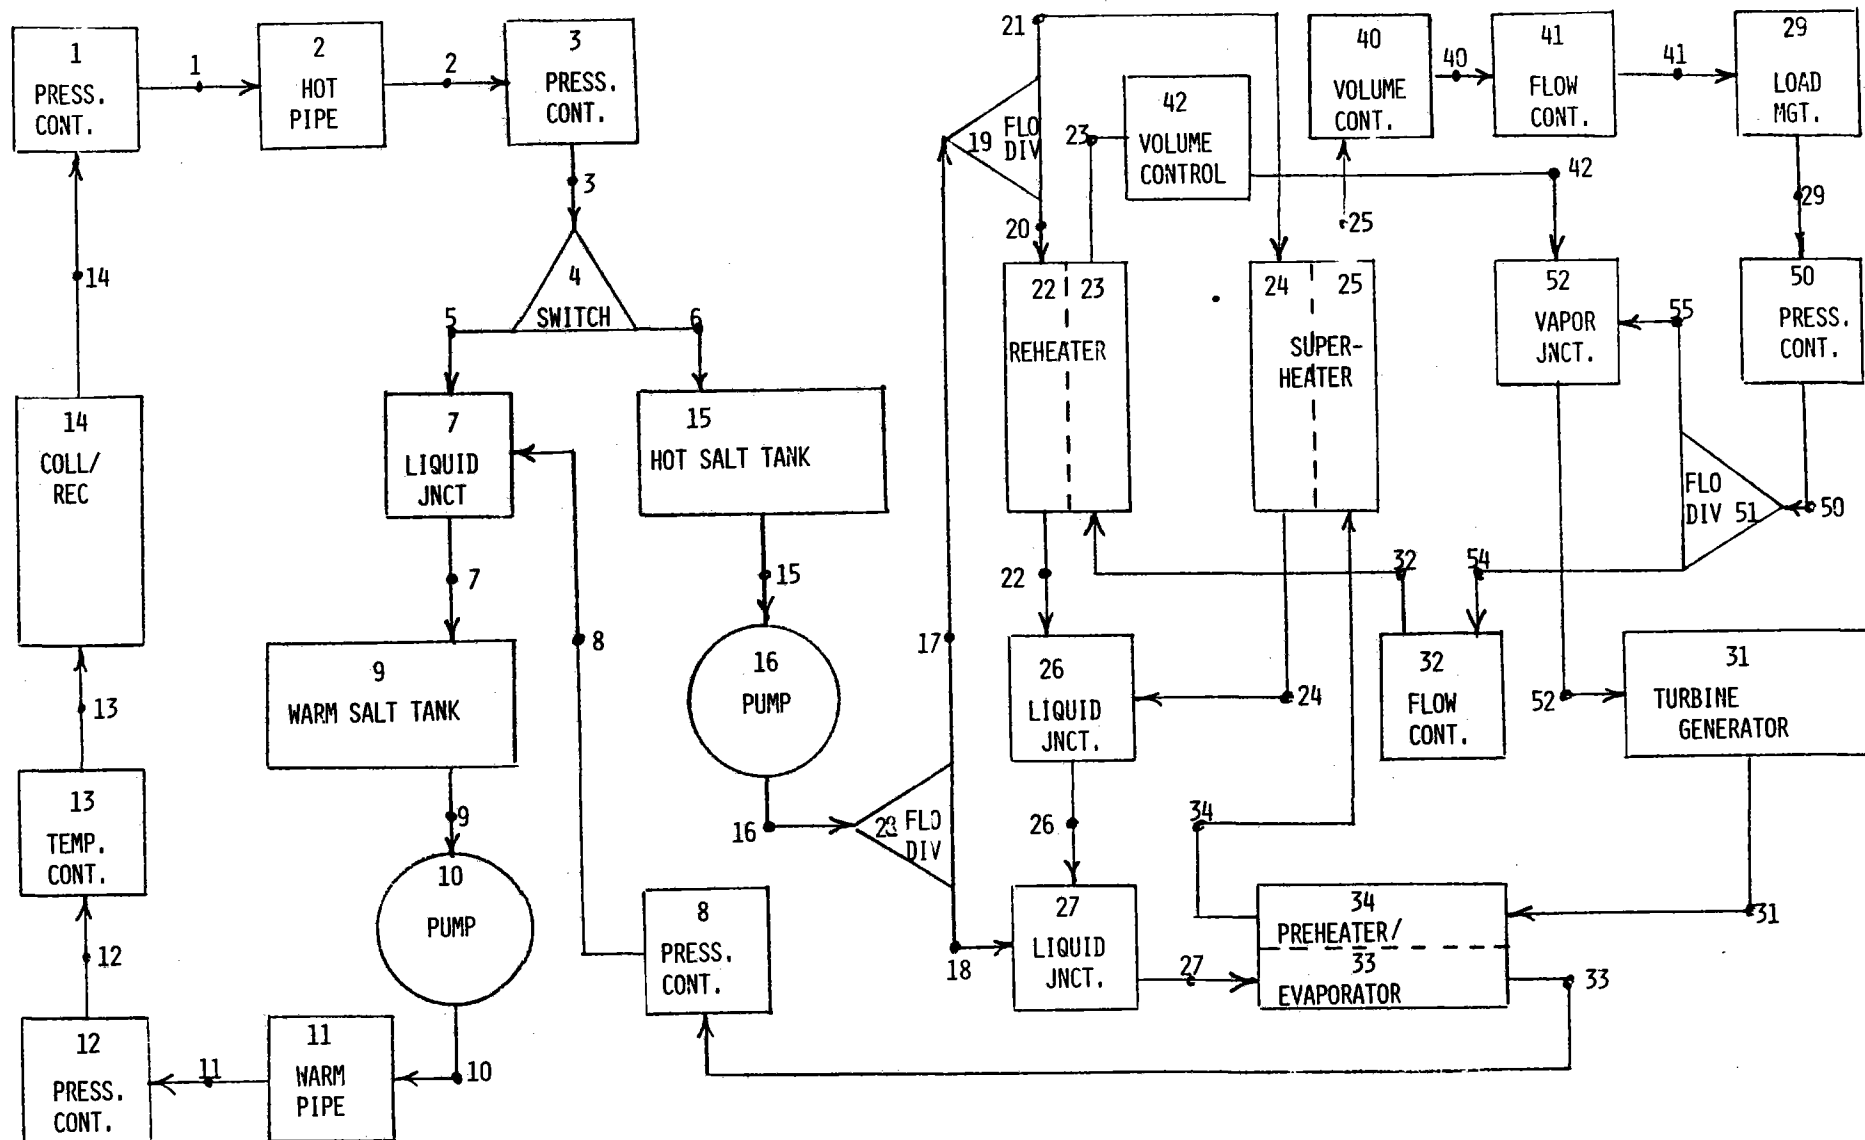 1
PRESS.
CONT.
1
2
HOT
PIPE
2
3
PRESS.
CONT.
3
4
SWITCH
5
6
14
14
COLL/
REC
13
13
TEMP.
CONT.
12
12
PRESS.
CONT.
11
11
WARM
PIPE
10
10
PUMP
9
9
WARM SALT TANK
7
7
LIQUID
JNCT
8
8
PRESS.
CONT.
15
HOT SALT TANK
15
16
PUMP
16
28 FLO
DIV
17
18
19 FLO
DIV
21
20
22 23
REHEATER
23
42
VOLUME
CONTROL
42
24 25
SUPER-
HEATER
25
40
VOLUME
CONT.
40
41
FLOW
CONT.
41
29
LOAD
MGT.
29
50
PRESS.
CONT.
50
FLO
DIV 51
55
54
52
VAPOR
JNCT.
52
32
32
FLOW
CONT.
31
TURBINE
GENERATOR
31
22
26
LIQUID
JNCT.
24
26
27
LIQUID
JNCT.
27
34
34
PREHEATER/
33
EVAPORATOR
33